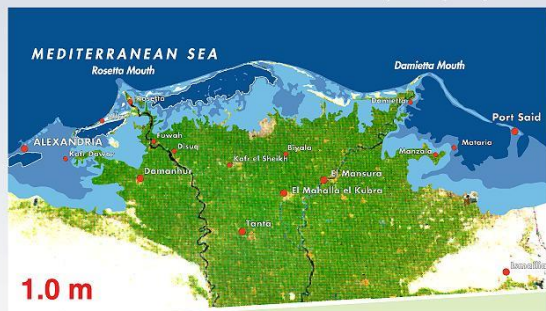 MEDITERRANEAN SEA
Rosetta Mouth
Damietta Mouth
Rosetta
Damietta
Port Said
ALEXANDRIA
Fuwah
Mataria
Kafr Dawar
Disuq
Biyala
Manzala
Kafr el Sheikh
Damanhur
El Mansura
El Mahalla el Kubra
Tanta
Ismailia
1.0 m